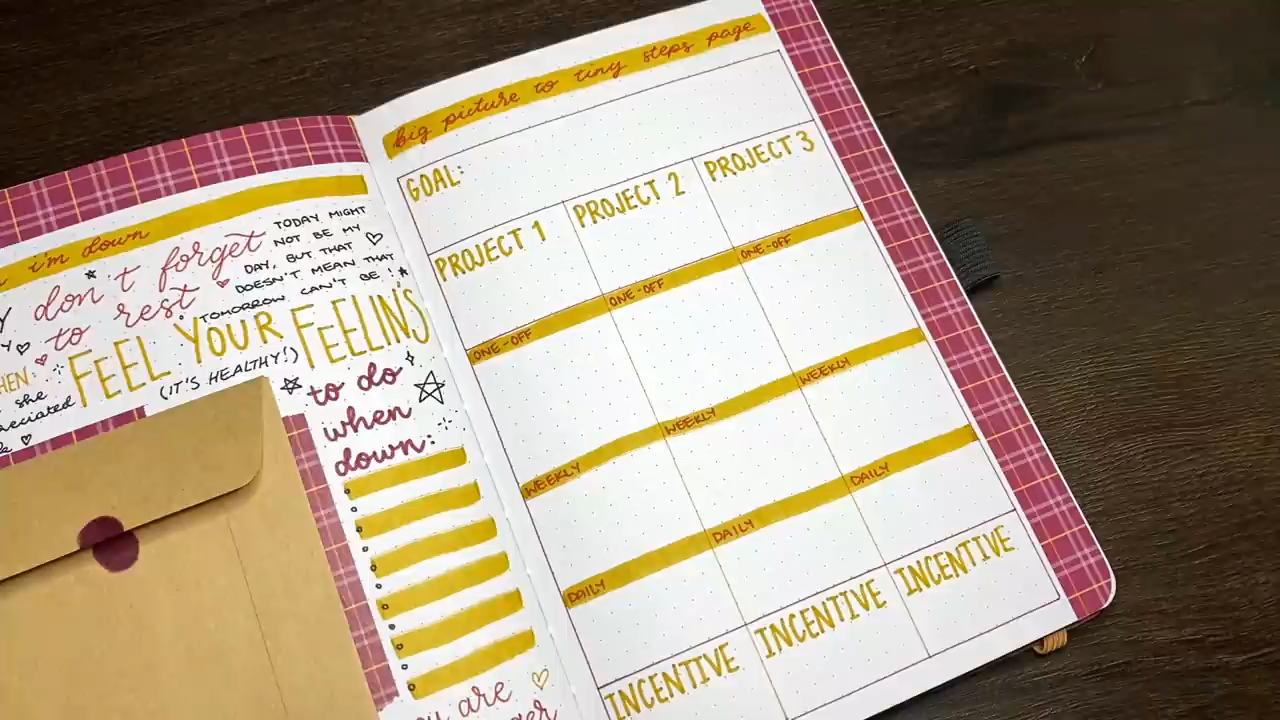 i'm down
don't forget
to rest
TODAY MIGHT
NOT BE MY
DAY, BUT THAT
DOESN'T MEAN THAT
TOMORROW CAN'T BE!
FEEL YOUR FEELIN'S
(IT'S HEALTHY!)
she
to do
when
down:
are
big picture to tiny steps page
GOAL:
PROJECT 1 PROJECT 2 PROJECT 3
ONE-OFF ONE-OFF ONE-OFF
WEEKLY WEEKLY WEEKLY
DAILY DAILY DAILY
INCENTIVE INCENTIVE INCENTIVE